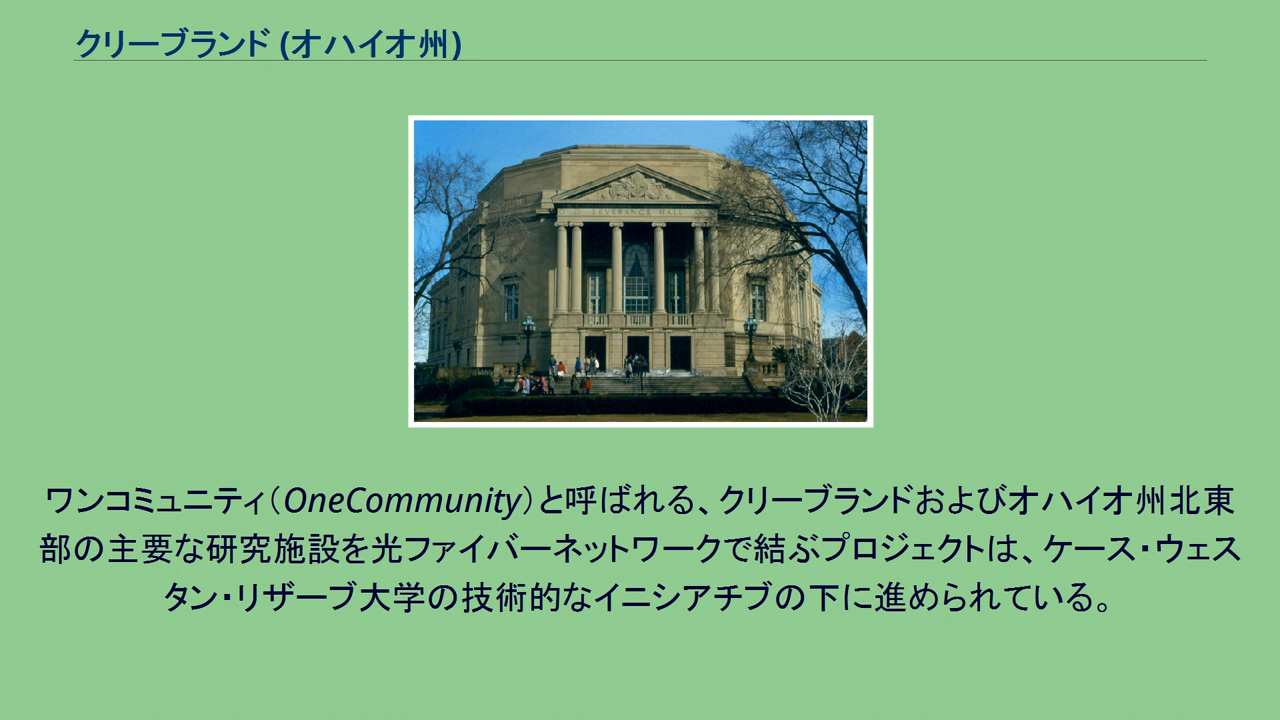 クリーブランド (オハイオ州)
SEVERANCE HALL
ワンコミュニティ（OneCommunity）と呼ばれる、クリーブランドおよびオハイオ州北東
部の主要な研究施設を光ファイバーネットワークで結ぶプロジェクトは、ケース・ウェス
タン・リザーブ大学の技術的なイニシアチブの下に進められている。